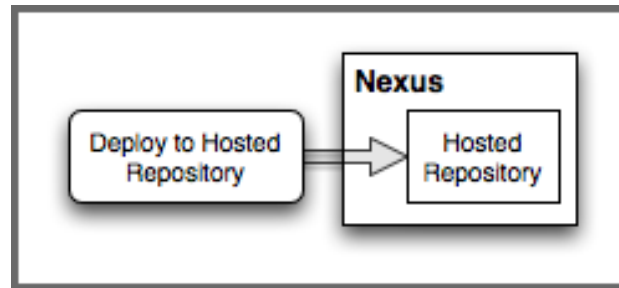 Nexus
Deploy to Hosted
Repository
Hosted
Repository